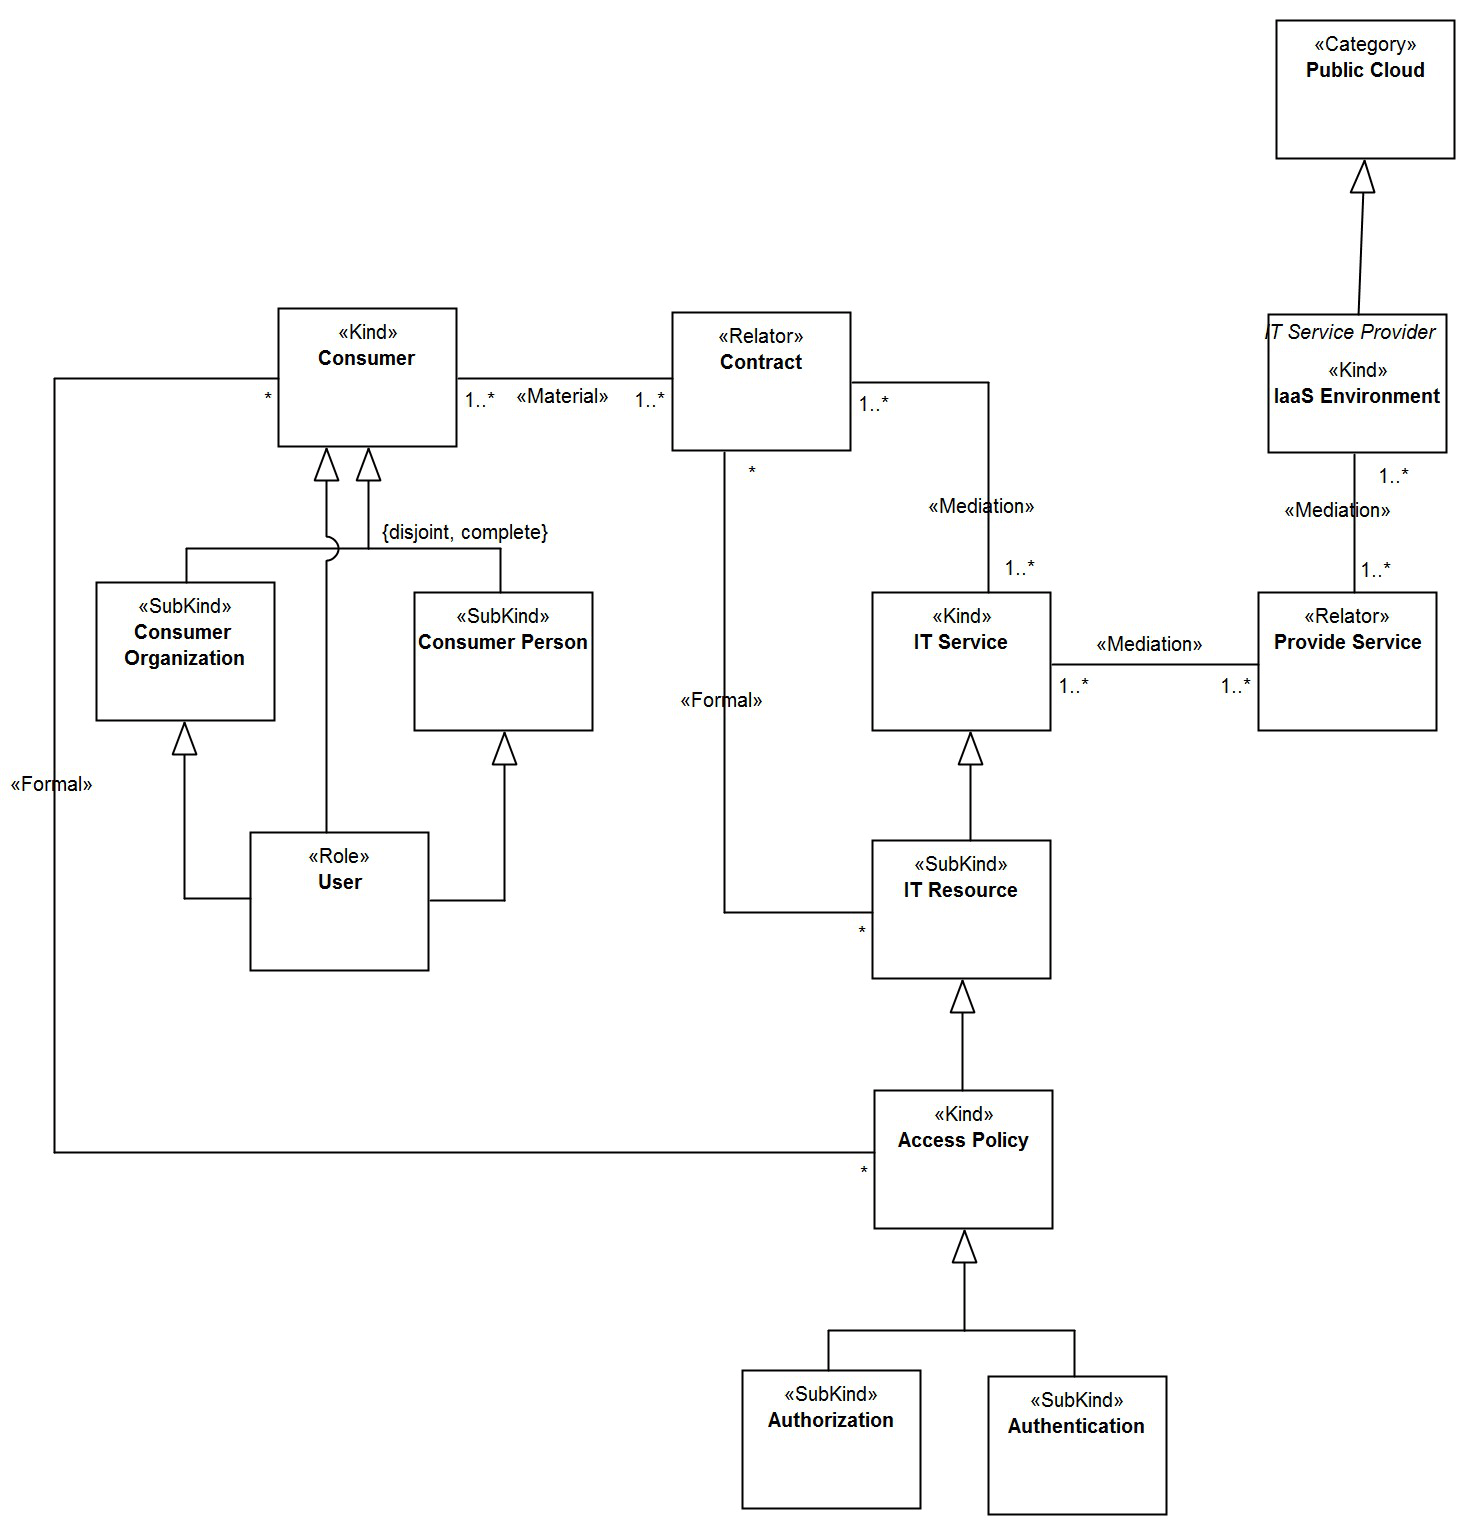 «Category»
Public Cloud
IT Service Provider
«Kind»
IaaS Environment
«Kind»
Consumer
«Relator»
Contract
*
1..*
«Material»
1..*
1..*
*
1..*
«Mediation»
«Mediation»
{disjoint, complete}
1..*
1..*
«SubKind»
Consumer
Organization
«SubKind»
Consumer Person
«Kind»
IT Service
«Mediation»
«Relator»
Provide Service
1..*
1..*
«Formal»
«Formal»
«Role»
User
«SubKind»
IT Resource
*
«Kind»
Access Policy
*
«SubKind»
Authorization
«SubKind»
Authentication